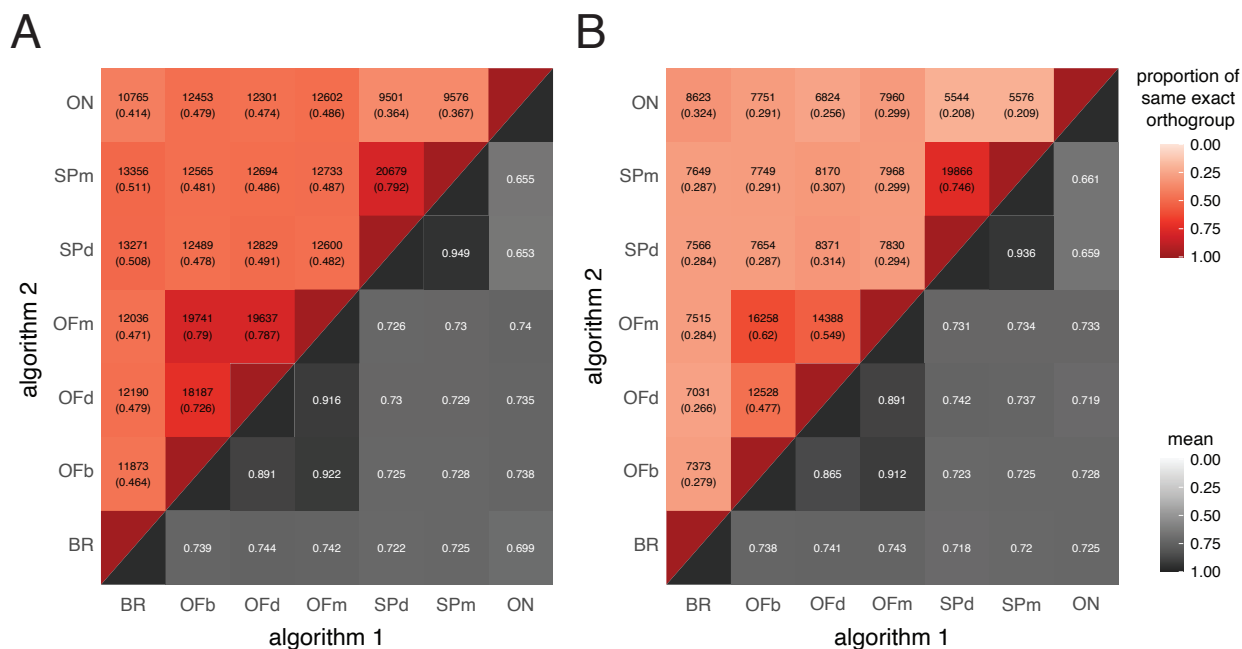 A
ON 10765 12453 12301 12602 9501 9576
(0.414) (0.479) (0.474) (0.486) (0.364) (0.367)
SPm 13356 12565 12694 12733 20679 0.655
(0.511) (0.481) (0.486) (0.487) (0.792)
SPd 13271 12489 12829 12600 0.949 0.653
(0.508) (0.478) (0.491) (0.482)
OFm 12036 19741 19637 0.726 0.73 0.74
(0.471) (0.79) (0.787)
OFd 12190 18187 0.916 0.73 0.729 0.735
(0.479) (0.726)
OFb 11873 0.891 0.922 0.725 0.728 0.738
(0.464)
BR 0.739 0.744 0.742 0.722 0.725 0.699
BR OFb OFd OFm SPd SPm ON
algorithm 1
algorithm 2
B
8623 7751 6824 7960 5544 5576
(0.324) (0.291) (0.256) (0.299) (0.208) (0.209)
7649 7749 8170 7968 19866 0.661
(0.287) (0.291) (0.307) (0.299) (0.746)
7566 7654 8371 7830 0.936 0.659
(0.284) (0.287) (0.314) (0.294)
7515 16258 14388 0.731 0.734 0.733
(0.284) (0.62) (0.549)
7031 12528 0.891 0.742 0.737 0.719
(0.266) (0.477)
7373 0.865 0.912 0.723 0.725 0.728
(0.279)
0.738 0.741 0.743 0.718 0.72 0.725
BR OFb OFd OFm SPd SPm ON
algorithm 1
proportion of
same exact
orthogroup
0.00
0.25
0.50
0.75
1.00
mean
0.00
0.25
0.50
0.75
1.00